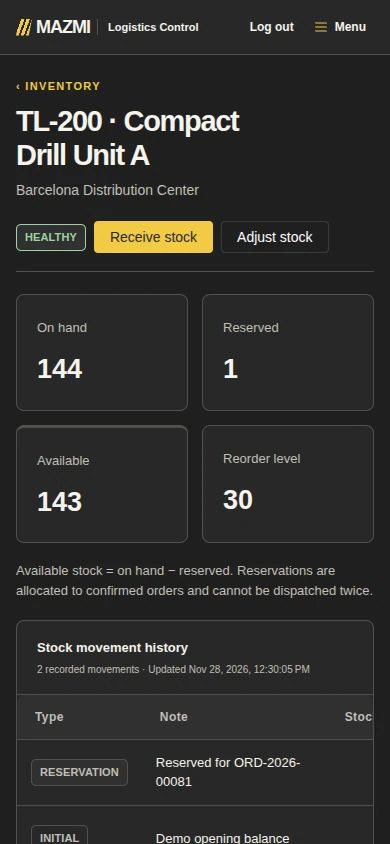 MAZMI Logistics Control Log out Menu
‹ INVENTORY
TL-200 · Compact
Drill Unit A
Barcelona Distribution Center
HEALTHY Receive stock Adjust stock
On hand Reserved
144 1
Available Reorder level
143 30
Available stock = on hand − reserved. Reservations are
allocated to confirmed orders and cannot be dispatched twice.
Stock movement history
2 recorded movements · Updated Nov 28, 2026, 12:30:05 PM
Type Note
RESERVATION Reserved for ORD-2026-
00081
INITIAL Demo opening balance